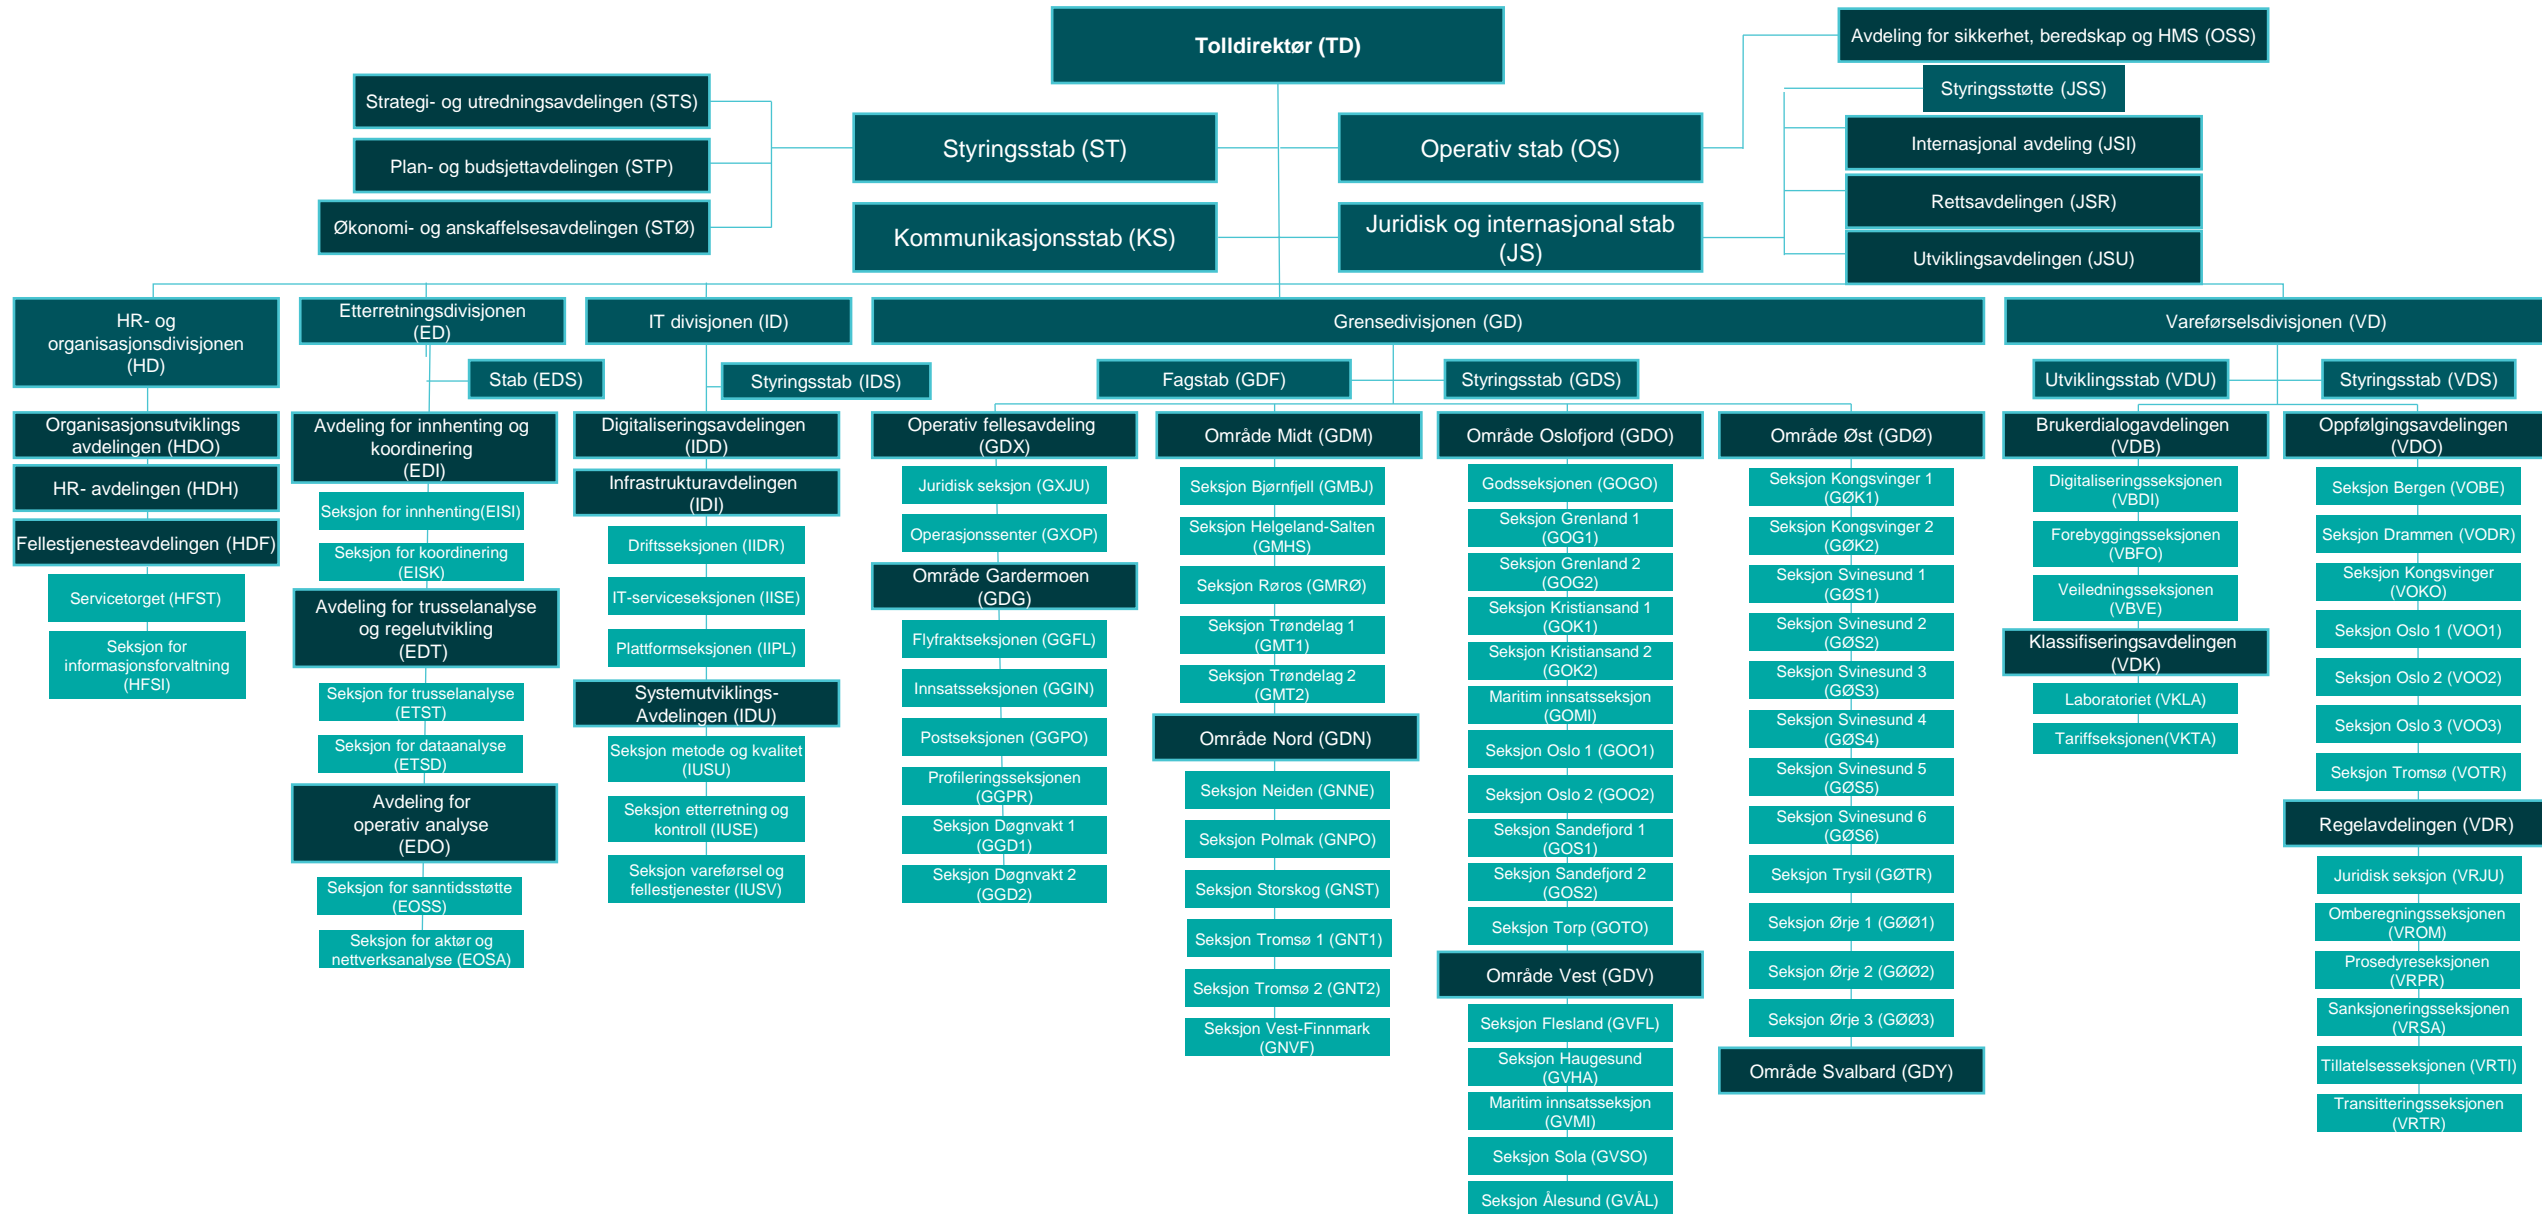 Tolldirektør (TD)
Avdeling for sikkerhet, beredskap og HMS (OSS)
Strategi- og utredningsavdelingen (STS)
Styringsstøtte (JSS)
Styringsstab (ST)
Operativ stab (OS)
Internasjonal avdeling (JSI)
Plan- og budsjettavdelingen (STP)
Rettsavdelingen (JSR)
Økonomi- og anskaffelsesavdelingen (STØ)
Kommunikasjonsstab (KS)
Juridisk og internasjonal stab
(JS)
Utviklingsavdelingen (JSU)
HR- og
organisasjonsdivisjonen
(HD)
Organisasjonsutviklings
avdelingen (HDO)
HR- avdelingen (HDH)
Fellestjenesteavdelingen (HDF)
Servicetorget (HFST)
Seksjon for
informasjonsforvaltning
(HFSI)
Etterretningsdivisjonen
(ED)
Stab (EDS)
Avdeling for innhenting og
koordinering
(EDI)
Seksjon for innhenting(EISI)
Seksjon for koordinering
(EISK)
Avdeling for trusselanalyse
og regelutvikling
(EDT)
Seksjon for trusselanalyse
(ETST)
Seksjon for dataanalyse
(ETSD)
Avdeling for
operativ analyse
(EDO)
Seksjon for sanntidsstøtte
(EOSS)
Seksjon for aktør og
nettverksanalyse (EOSA)
IT divisjonen (ID)
Styringsstab (IDS)
Digitaliseringsavdelingen
(IDD)
Infrastrukturavdelingen
(IDI)
Driftsseksjonen (IIDR)
IT-serviceseksjonen (IISE)
Plattformseksjonen (IIPL)
Systemutviklings-
Avdelingen (IDU)
Seksjon metode og kvalitet
(IUSU)
Seksjon etterretning og
kontroll (IUSE)
Seksjon vareførsel og
fellestjenester (IUSV)
Grensedivisjonen (GD)
Fagstab (GDF)
Styringsstab (GDS)
Operativ fellesavdeling
(GDX)
Juridisk seksjon (GXJU)
Operasjonssenter (GXOP)
Område Gardermoen
(GDG)
Flyfraktseksjonen (GGFL)
Innsatsseksjonen (GGIN)
Postseksjonen (GGPO)
Profileringsseksjonen
(GGPR)
Seksjon Døgnvakt 1
(GGD1)
Seksjon Døgnvakt 2
(GGD2)
Område Midt (GDM)
Seksjon Bjørnfjell (GMBJ)
Seksjon Helgeland-Salten
(GMHS)
Seksjon Røros (GMRØ)
Seksjon Trøndelag 1
(GMT1)
Seksjon Trøndelag 2
(GMT2)
Område Nord (GDN)
Seksjon Neiden (GNNE)
Seksjon Polmak (GNPO)
Seksjon Storskog (GNST)
Seksjon Tromsø 1 (GNT1)
Seksjon Tromsø 2 (GNT2)
Seksjon Vest-Finnmark
(GNVF)
Område Oslofjord (GDO)
Godsseksjonen (GOGO)
Seksjon Grenland 1
(GOG1)
Seksjon Grenland 2
(GOG2)
Seksjon Kristiansand 1
(GOK1)
Seksjon Kristiansand 2
(GOK2)
Maritim innsatsseksjon
(GOMI)
Seksjon Oslo 1 (GOO1)
Seksjon Oslo 2 (GOO2)
Seksjon Sandefjord 1
(GOS1)
Seksjon Sandefjord 2
(GOS2)
Seksjon Torp (GOTO)
Område Vest (GDV)
Seksjon Flesland (GVFL)
Seksjon Haugesund
(GVHA)
Maritim innsatsseksjon
(GVMI)
Seksjon Sola (GVSO)
Seksjon Ålesund (GVÅL)
Område Øst (GDØ)
Seksjon Kongsvinger 1
(GØK1)
Seksjon Kongsvinger 2
(GØK2)
Seksjon Svinesund 1
(GØS1)
Seksjon Svinesund 2
(GØS2)
Seksjon Svinesund 3
(GØS3)
Seksjon Svinesund 4
(GØS4)
Seksjon Svinesund 5
(GØS5)
Seksjon Svinesund 6
(GØS6)
Seksjon Trysil (GØTR)
Seksjon Ørje 1 (GØØ1)
Seksjon Ørje 2 (GØØ2)
Seksjon Ørje 3 (GØØ3)
Område Svalbard (GDY)
Vareførselsdivisjonen (VD)
Utviklingsstab (VDU)
Styringsstab (VDS)
Brukerdialogavdelingen
(VDB)
Digitaliseringsseksjonen
(VBDI)
Forebyggingsseksjonen
(VBFO)
Veiledningsseksjonen
(VBVE)
Klassifiseringsavdelingen
(VDK)
Laboratoriet (VKLA)
Tariffseksjonen(VKTA)
Oppfølgingsavdelingen
(VDO)
Seksjon Bergen (VOBE)
Seksjon Drammen (VODR)
Seksjon Kongsvinger
(VOKO)
Seksjon Oslo 1 (VOO1)
Seksjon Oslo 2 (VOO2)
Seksjon Oslo 3 (VOO3)
Seksjon Tromsø (VOTR)
Regelavdelingen (VDR)
Juridisk seksjon (VRJU)
Omberegningsseksjonen
(VROM)
Prosedyreseksjonen
(VRPR)
Sanksjoneringsseksjonen
(VRSA)
Tillatelsesseksjonen (VRTI)
Transitteringsseksjonen
(VRTR)